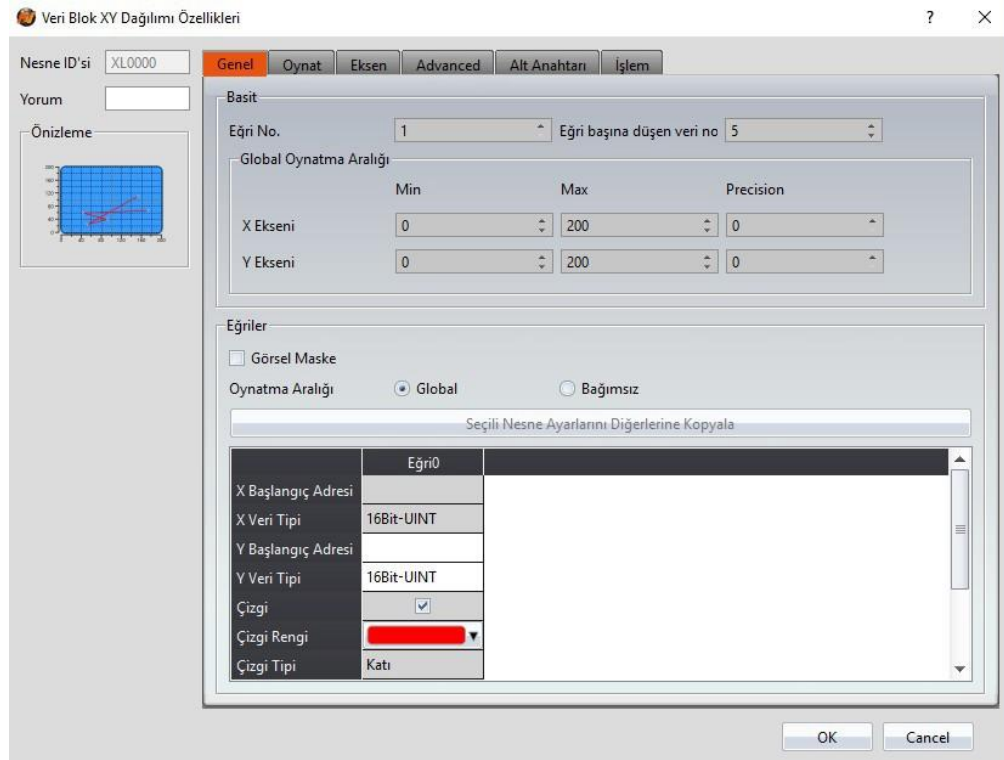 Veri Blok XY Dağılımı Özellikleri
?
Nesne ID'si XL0000
Yorum
Önizleme
Genel Oynat Eksen Advanced Alt Anahtarı İşlem
Basit
Eğri No. 1 Eğri başına düşen veri no 5
Global Oynatma Aralığı
Min Max Precision
X Ekseni 0 200 0
Y Ekseni 0 200 0
Eğriler
Görsel Maske
Oynatma Aralığı Global Bağımsız
Seçili Nesne Ayarlarını Diğerlerine Kopyala
Eğri0
X Başlangıç Adresi
X Veri Tipi 16Bit-UINT
Y Başlangıç Adresi
Y Veri Tipi 16Bit-UINT
Çizgi
Çizgi Rengi
Çizgi Tipi Katı
OK Cancel